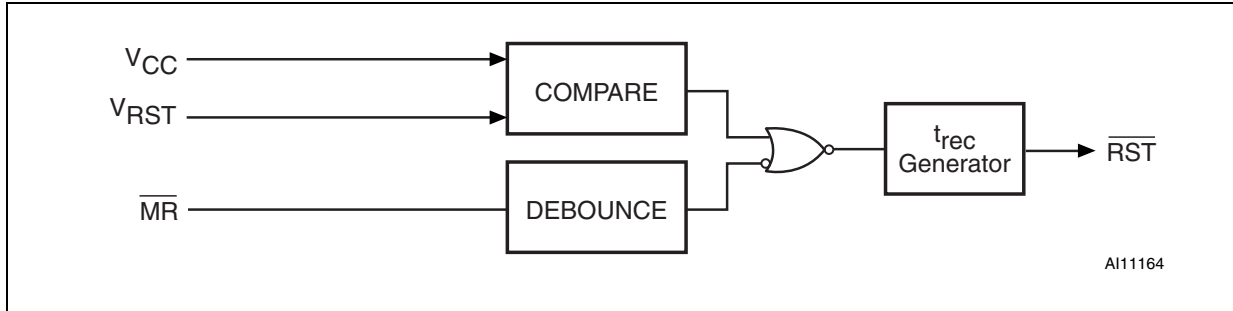 VCC
VRST
COMPARE
MR
DEBOUNCE
trec
Generator
RST
AI11164